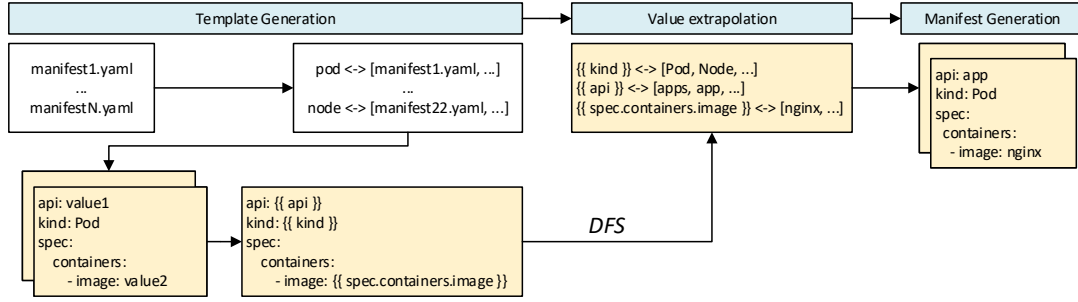 Template Generation
Value extrapolation
Manifest Generation
manifest1.yaml
...
manifestN.yaml
pod <-> [manifest1.yaml, ...]
...
node <-> [manifest22.yaml, ...]
{{ kind }} <-> [Pod, Node, ...]
{{ api }} <-> [apps, app, ...]
{{ spec.containers.image }} <-> [nginx, ...]
api: app
kind: Pod
spec:
containers:
- image: nginx
api: value1
kind: Pod
spec:
containers:
- image: value2
api: {{ api }}
kind: {{ kind }}
spec:
containers:
- image: {{ spec.containers.image }}
DFS